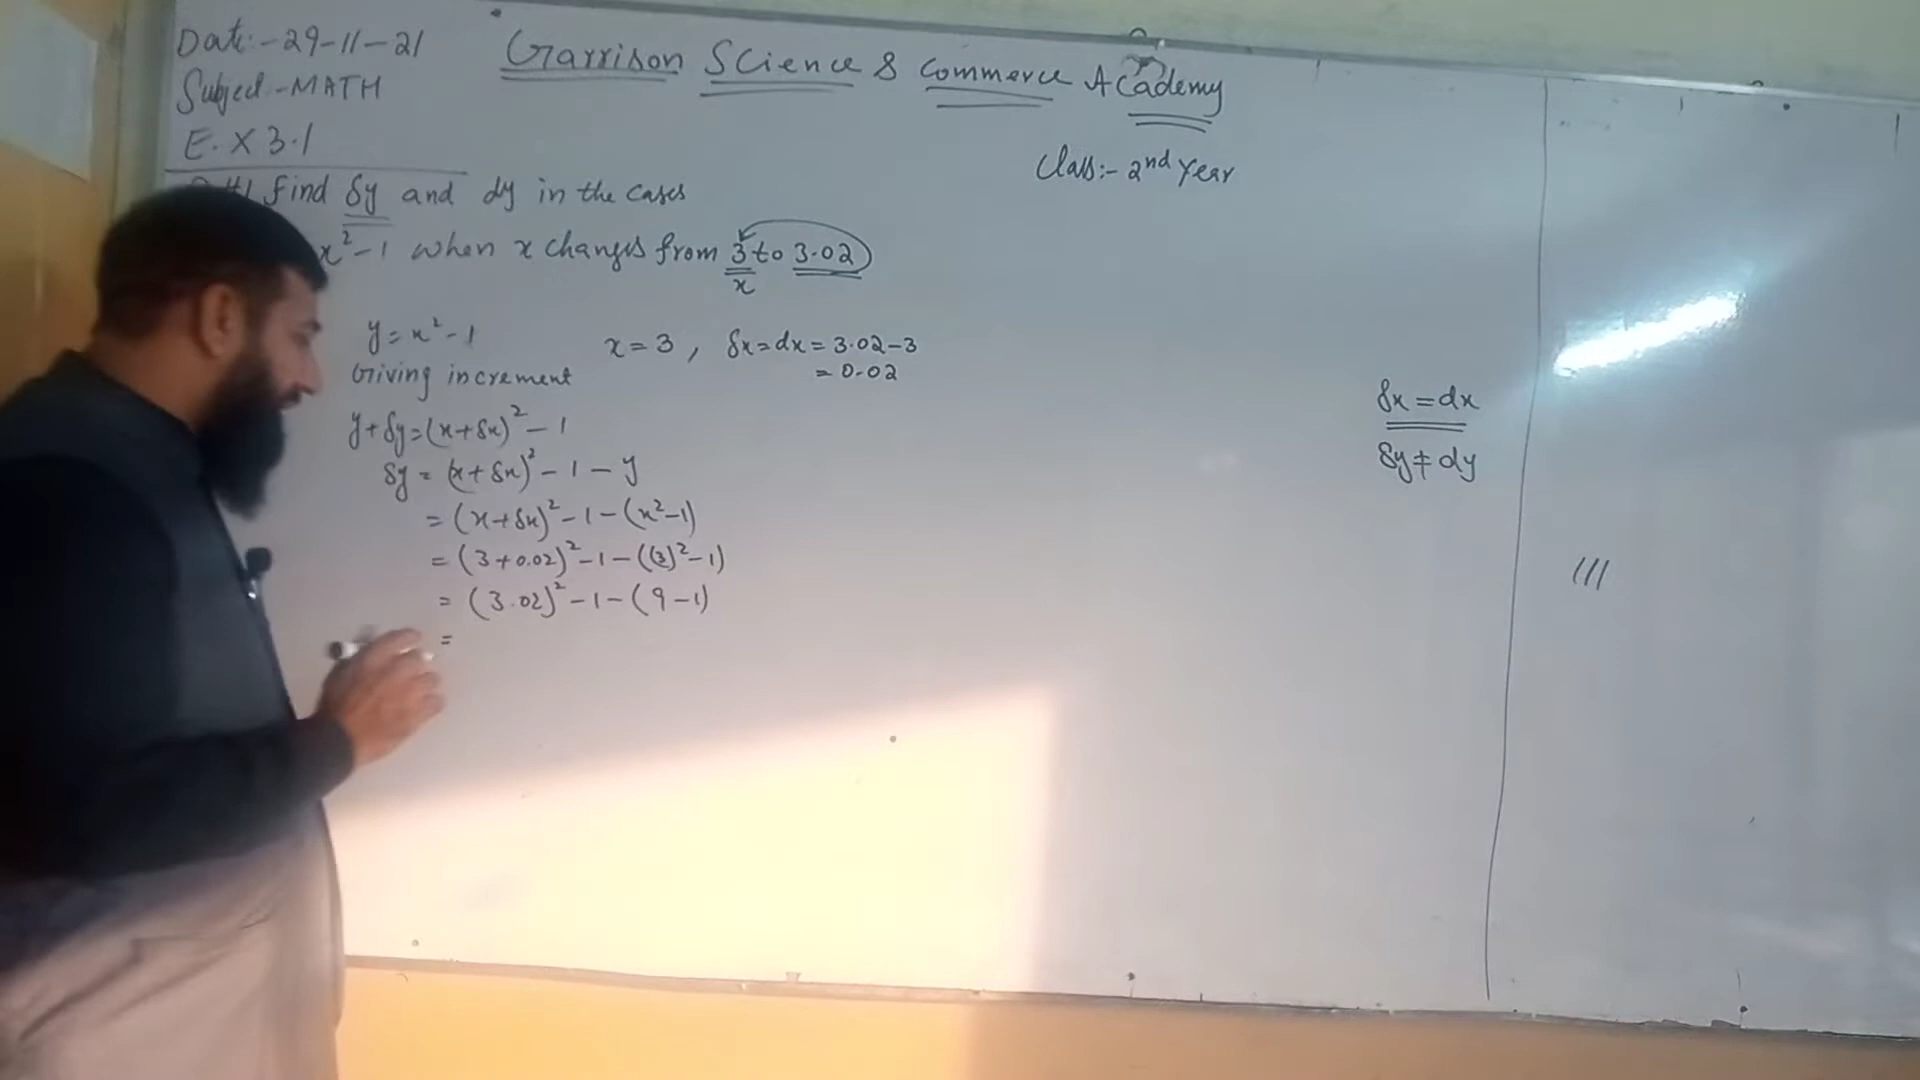 Date:-29-11-21
Subject-MATH
E.X 3.1
Garrison Science & Commerce Academy
Class:- 2nd Year
Find δy and dy in the cases
x²-1 when x changes from 3 to 3.02
x
y = x²-1
x = 3 , δx = dx = 3.02-3
= 0.02
Giving increment
y+δy = (x+δx)² - 1
δy = (x+δx)² - 1 - y
= (x+δx)² - 1 - (x²-1)
= (3+0.02)² - 1 - ((3)²-1)
= (3.02)² - 1 - (9-1)
=
δx = dx
δy ≠ dy
///